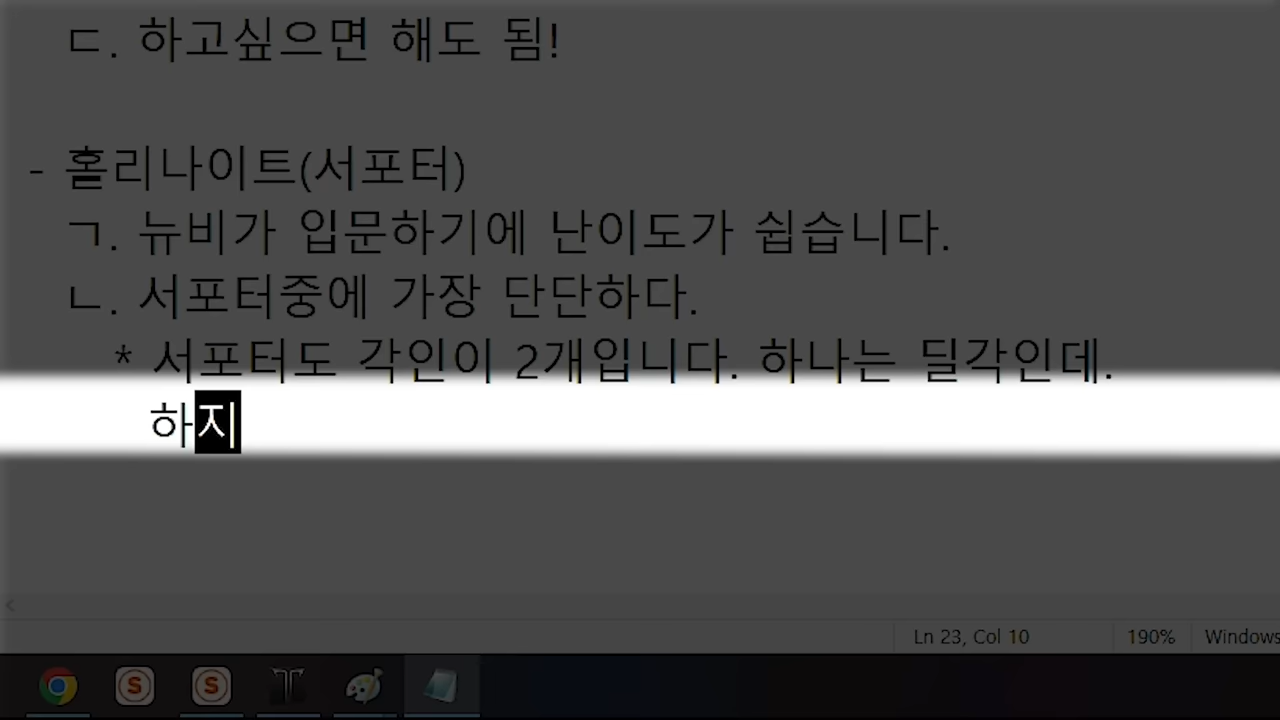 ㄷ. 하고싶으면 해도 됨!
- 홀리나이트(서포터)
ㄱ. 뉴비가 입문하기에 난이도가 쉽습니다.
ㄴ. 서포터중에 가장 단단하다.
* 서포터도 각인이 2개입니다. 하나는 딜각인데.
하지
Ln 23, Col 10 190% Windows